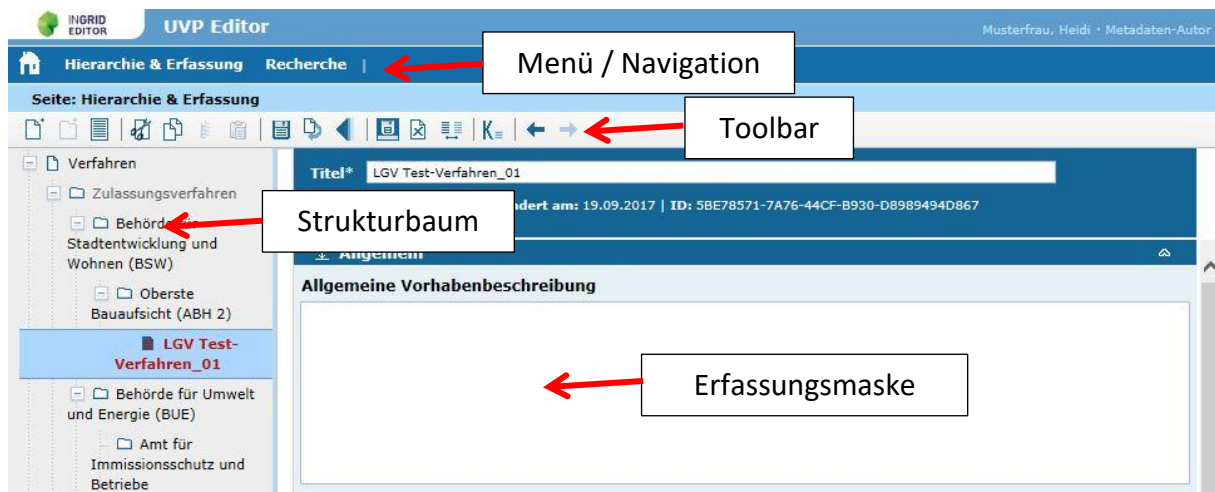 INGRID
EDITOR
UVP Editor
Musterfrau, Heidi • Metadaten-Autor
Hierarchie & Erfassung Recherche |
Menü / Navigation
Seite: Hierarchie & Erfassung
Toolbar
Verfahren
Zulassungsverfahren
Behörde
Stadtentwicklung und
Wohnen (BSW)
Oberste
Bauaufsicht (ABH 2)
LGV Test-
Verfahren_01
Behörde für Umwelt
und Energie (BUE)
Amt für
Immissionsschutz und
Betriebe
Strukturbaum
Titel* LGV Test-Verfahren_01
ndert am: 19.09.2017 | ID: 5BE78571-7A76-44CF-B930-D8989494D867
Allgemein
Allgemeine Vorhabenbeschreibung
Erfassungsmaske